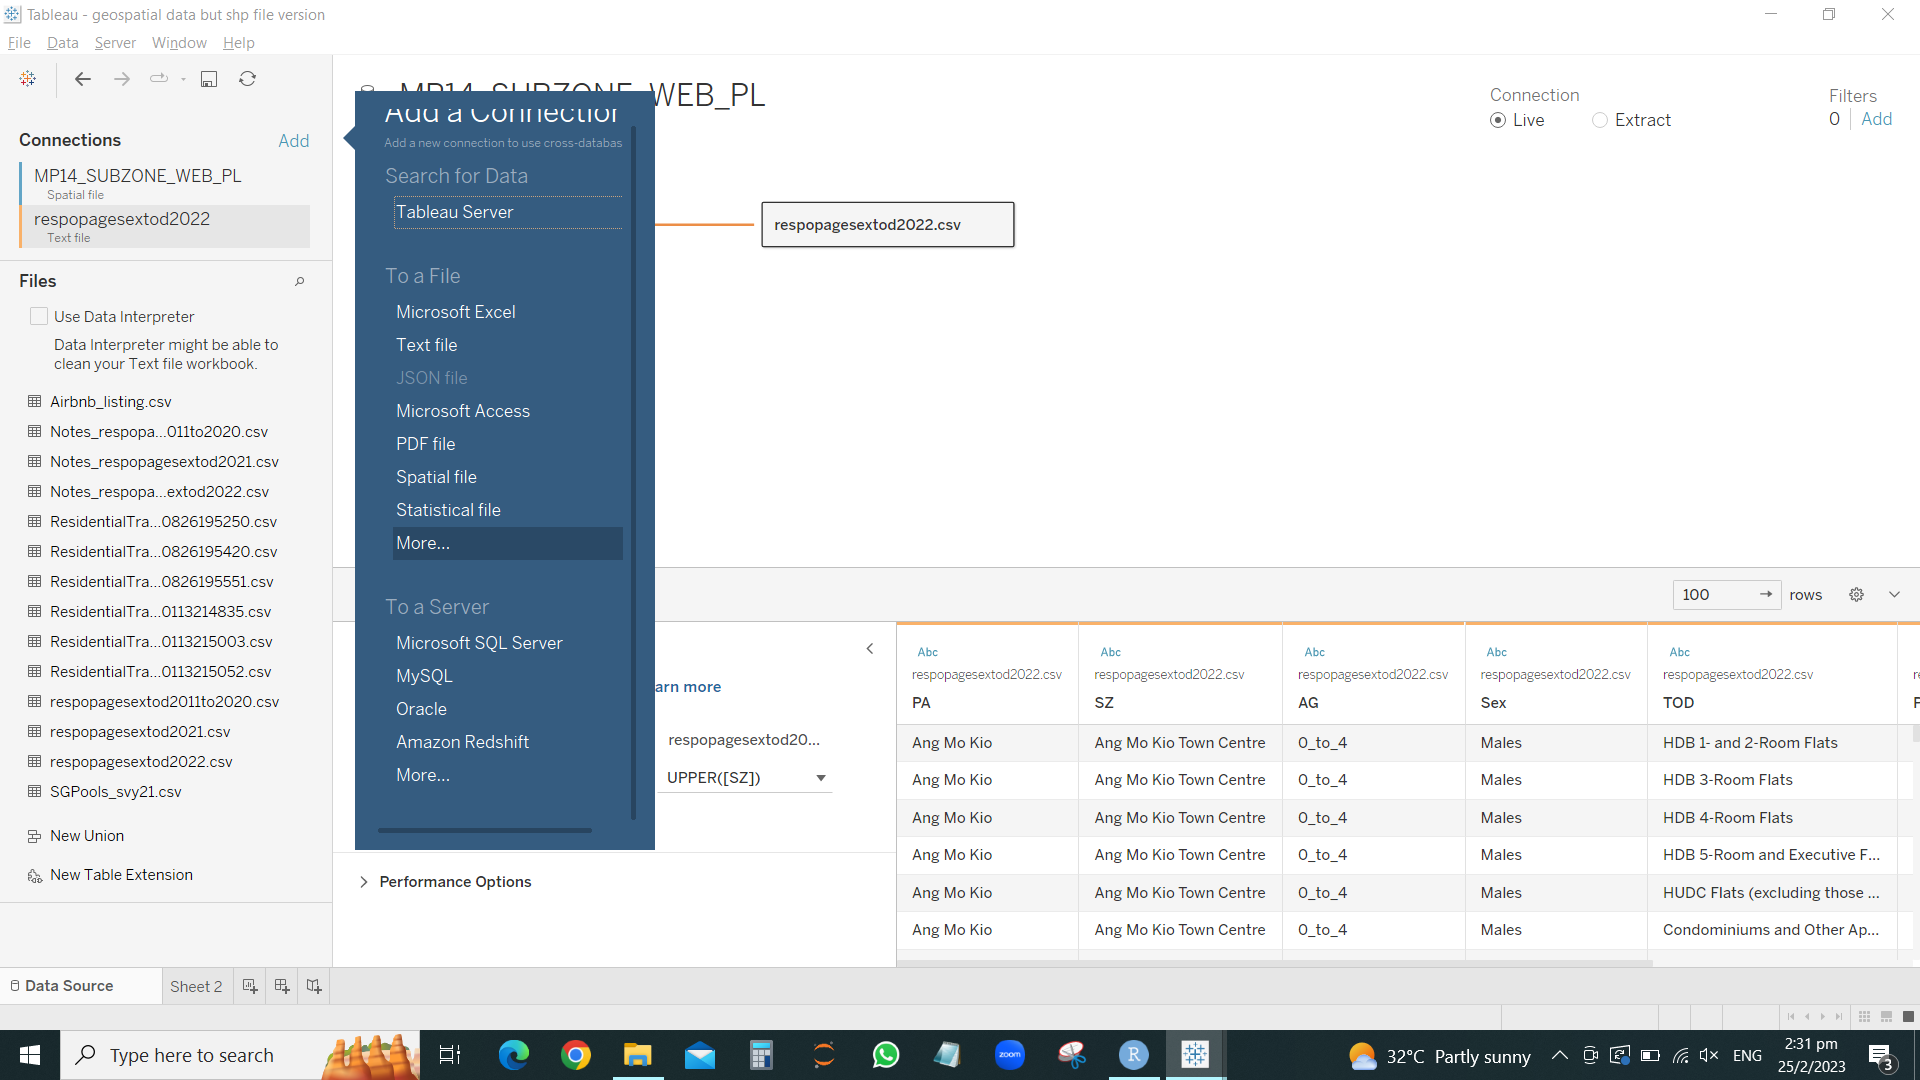 Tableau - geospatial data but shp file version
File Data Server Window Help
Connections Add
MP14_SUBZONE_WEB_PL
Spatial file
respopagesextod2022
Text file
Files
Use Data Interpreter
Data Interpreter might be able to
clean your Text file workbook.
Airbnb_listing.csv
Notes_respopa...011to2020.csv
Notes_respopagesextod2021.csv
Notes_respopa...extod2022.csv
ResidentialTra...0826195250.csv
ResidentialTra...0826195420.csv
ResidentialTra...0826195551.csv
ResidentialTra...0113214835.csv
ResidentialTra...0113215003.csv
ResidentialTra...0113215052.csv
respopagesextod2011to2020.csv
respopagesextod2021.csv
respopagesextod2022.csv
SGPools_svy21.csv
New Union
New Table Extension
MP14_SUBZONE_WEB_PL
Add a Connection
Add a new connection to use cross-databas
Search for Data
Tableau Server
To a File
Microsoft Excel
Text file
JSON file
Microsoft Access
PDF file
Spatial file
Statistical file
More...
To a Server
Microsoft SQL Server
MySQL
Oracle
Amazon Redshift
More...
Connection
Live Extract
Filters
0 Add
respopagesextod2022.csv
100 rows
arn more
respopagesextod20...
UPPER([SZ])
Performance Options
Abc Abc Abc Abc Abc
respopagesextod2022.csv respopagesextod2022.csv respopagesextod2022.csv respopagesextod2022.csv respopagesextod2022.csv
PA SZ AG Sex TOD
Ang Mo Kio Ang Mo Kio Town Centre 0_to_4 Males HDB 1- and 2-Room Flats
Ang Mo Kio Ang Mo Kio Town Centre 0_to_4 Males HDB 3-Room Flats
Ang Mo Kio Ang Mo Kio Town Centre 0_to_4 Males HDB 4-Room Flats
Ang Mo Kio Ang Mo Kio Town Centre 0_to_4 Males HDB 5-Room and Executive F...
Ang Mo Kio Ang Mo Kio Town Centre 0_to_4 Males HUDC Flats (excluding those ...
Ang Mo Kio Ang Mo Kio Town Centre 0_to_4 Males Condominiums and Other Ap...
Data Source Sheet 2
Type here to search
zoom
R
32°C Partly sunny
ENG
2:31 pm
25/2/2023
3